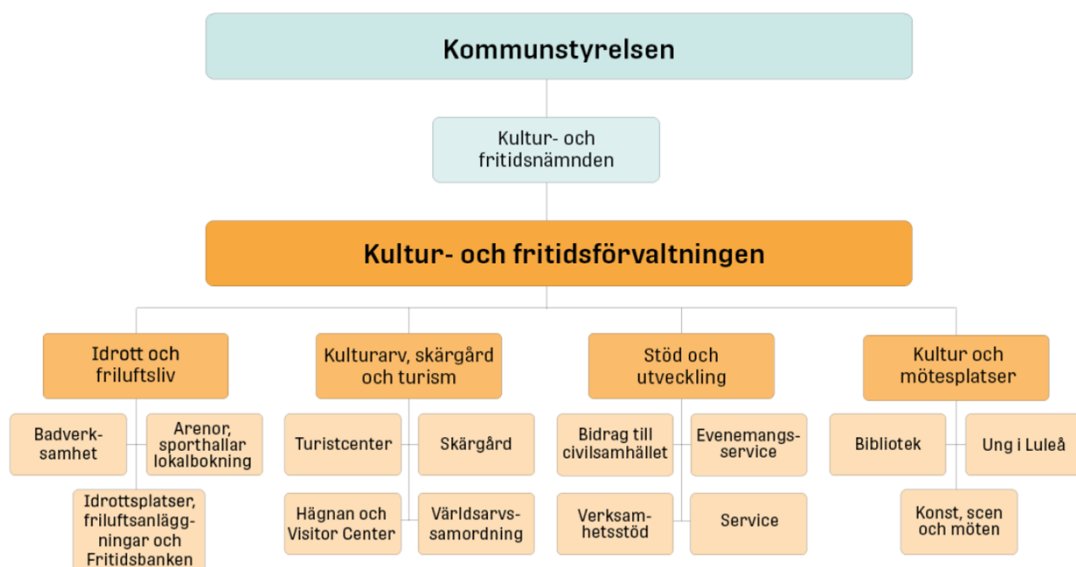 Kommunstyrelsen
Kultur- och
fritidsnämnden
Kultur- och fritidsförvaltningen
Idrott och
friluftsliv
Kulturarv, skärgård
och turism
Stöd och
utveckling
Kultur och
mötesplatser
Badverk-
samhet
Arenor,
sporthallar
lokalbokning
Turistcenter
Skärgård
Bidrag till
civilsamhället
Evenemangs-
service
Bibliotek
Ung i Luleå
Idrottsplatser,
friluftsanlägg-
ningar och
Fritidsbanken
Hägnan och
Visitor Center
Världsarvs-
samordning
Verksam-
hetsstöd
Service
Konst, scen
och möten